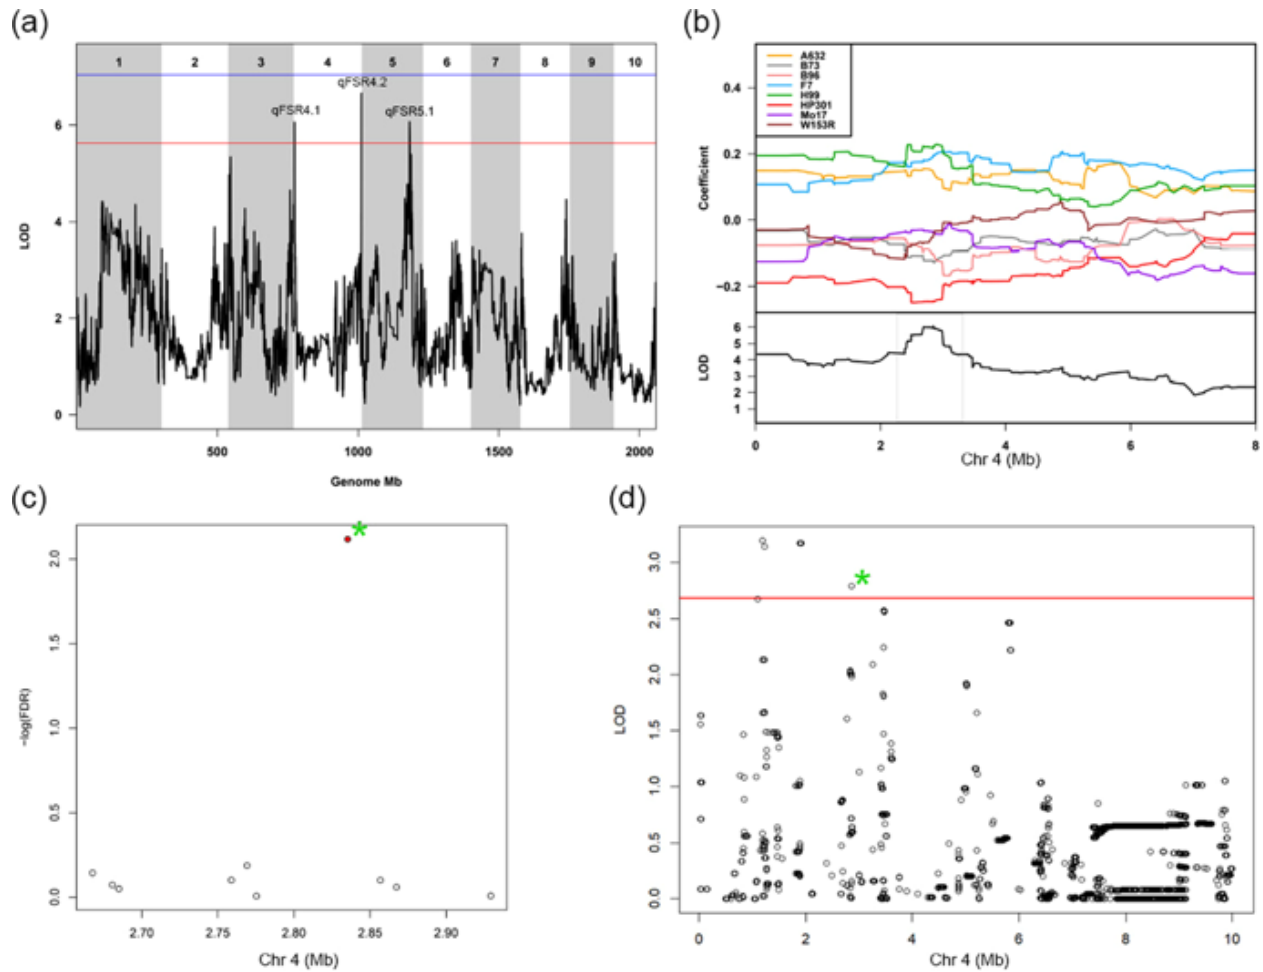 (a)
1 2 3 4 5 6 7 8 9 10
qFSR4.2
qFSR4.1
qFSR5.1
6
4
2
0
LOD
500 1000 1500 2000
Genome Mb
(b)
A632
B73
B96
F7
H99
HP301
Mo17
W153R
0.4
0.2
0.0
−0.2
Coefficient
6
5
4
3
2
1
LOD
0 2 4 6 8
Chr 4 (Mb)
(c)
*
2.0
1.5
1.0
0.5
0.0
−log(FDR)
2.70 2.75 2.80 2.85 2.90
Chr 4 (Mb)
(d)
*
3.0
2.5
2.0
1.5
1.0
0.5
0.0
LOD
0 2 4 6 8 10
Chr 4 (Mb)